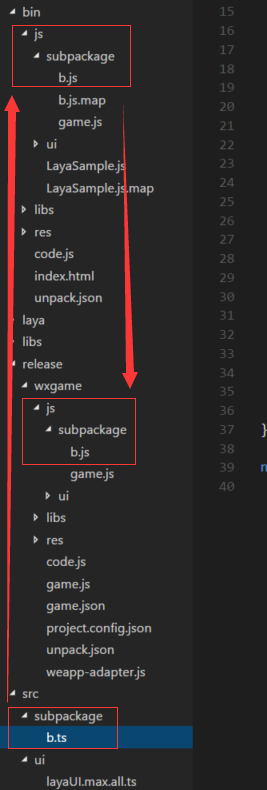 bin
js
subpackage
b.js
b.js.map
game.js
ui
LayaSample.js
LayaSample.js.map
libs
res
code.js
index.html
unpack.json
laya
libs
release
wxgame
js
subpackage
b.js
game.js
ui
libs
res
code.js
game.js
game.json
project.config.json
unpack.json
weapp-adapter.js
src
subpackage
b.ts
ui
layaUI.max.all.ts
15
16
17
18
19
20
21
22
23
24
25
26
27
28
29
30
31
32
33
34
35
36
37 }
38
39 n
40